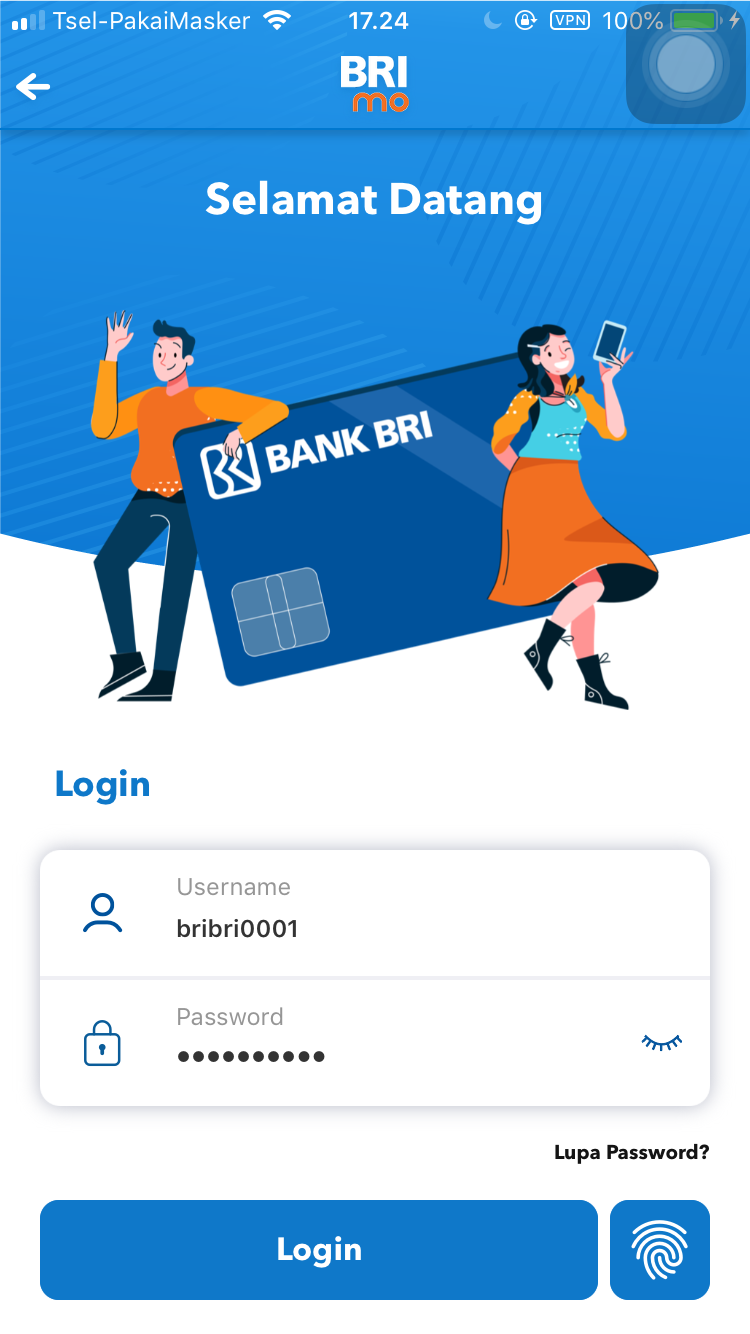 Tsel-PakaiMasker 17.24 VPN 100%
BRI
mo
Selamat Datang
BANK BRI
Login
Username
bribri0001
Password
••••••••••
Lupa Password?
Login